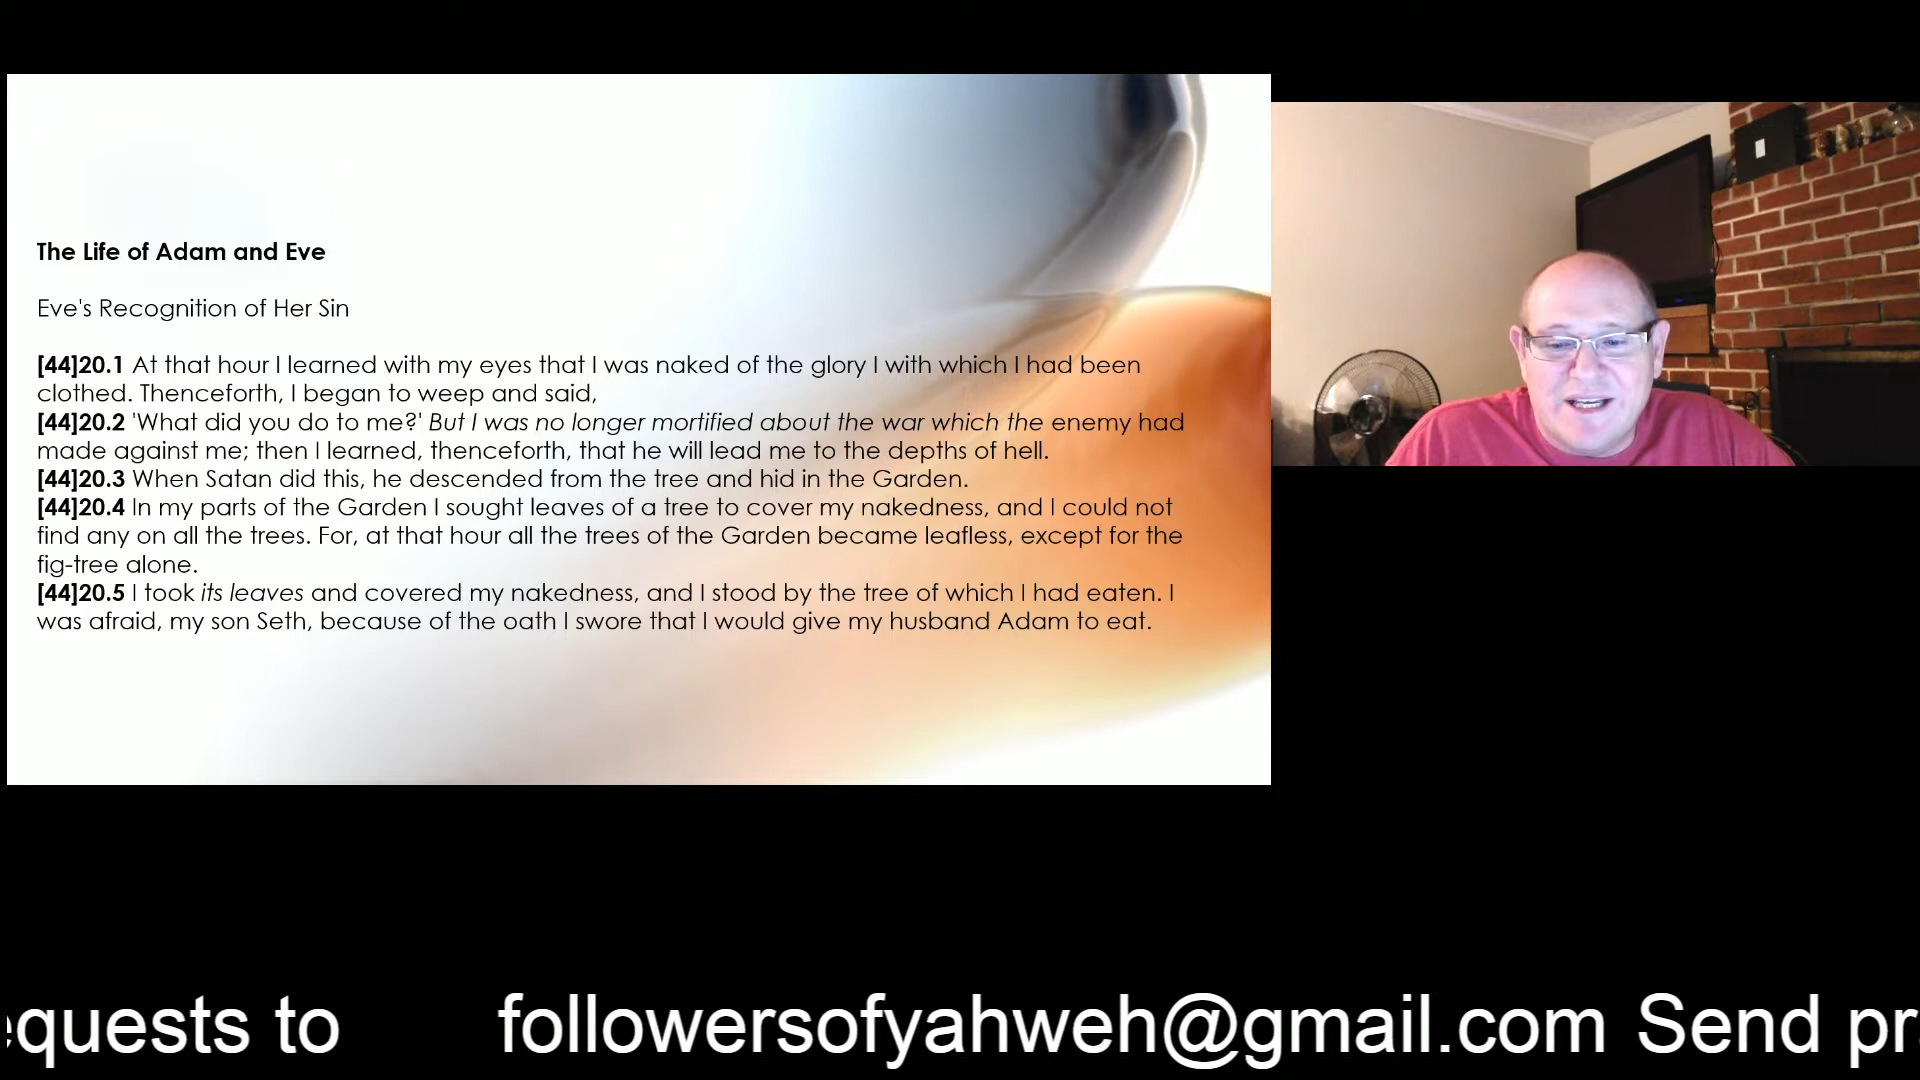 The Life of Adam and Eve
Eve's Recognition of Her Sin
[44]20.1 At that hour I learned with my eyes that I was naked of the glory I with which I had been
clothed. Thenceforth, I began to weep and said,
[44]20.2 'What did you do to me?' But I was no longer mortified about the war which the enemy had
made against me; then I learned, thenceforth, that he will lead me to the depths of hell.
[44]20.3 When Satan did this, he descended from the tree and hid in the Garden.
[44]20.4 In my parts of the Garden I sought leaves of a tree to cover my nakedness, and I could not
find any on all the trees. For, at that hour all the trees of the Garden became leafless, except for the
fig-tree alone.
[44]20.5 I took its leaves and covered my nakedness, and I stood by the tree of which I had eaten. I
was afraid, my son Seth, because of the oath I swore that I would give my husband Adam to eat.
equests to followersofyahweh@gmail.com Send pr